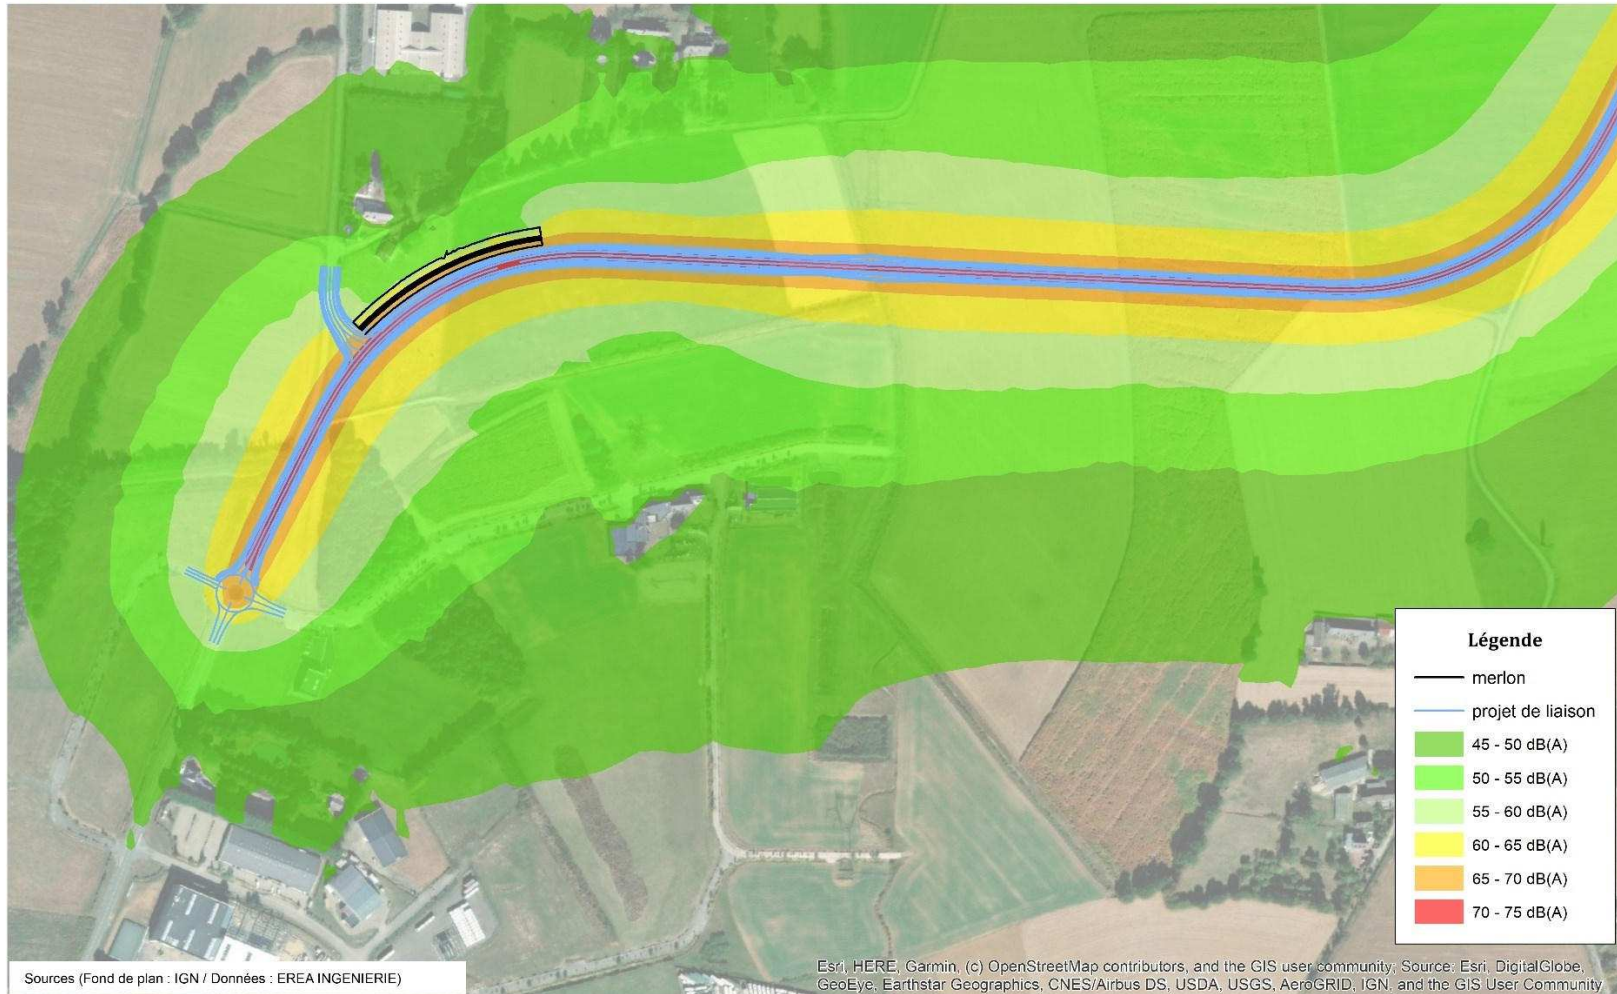 Légende
merlon
projet de liaison
45 - 50 dB(A)
50 - 55 dB(A)
55 - 60 dB(A)
60 - 65 dB(A)
65 - 70 dB(A)
70 - 75 dB(A)
Sources (Fond de plan : IGN / Données : EREA INGENIERIE)
Esri, HERE, Garmin, (c) OpenStreetMap contributors, and the GIS user community; Source: Esri, DigitalGlobe,
GeoEye, Earthstar Geographics, CNES/Airbus DS, USDA, USGS, AeroGRID, IGN, and the GIS User Community